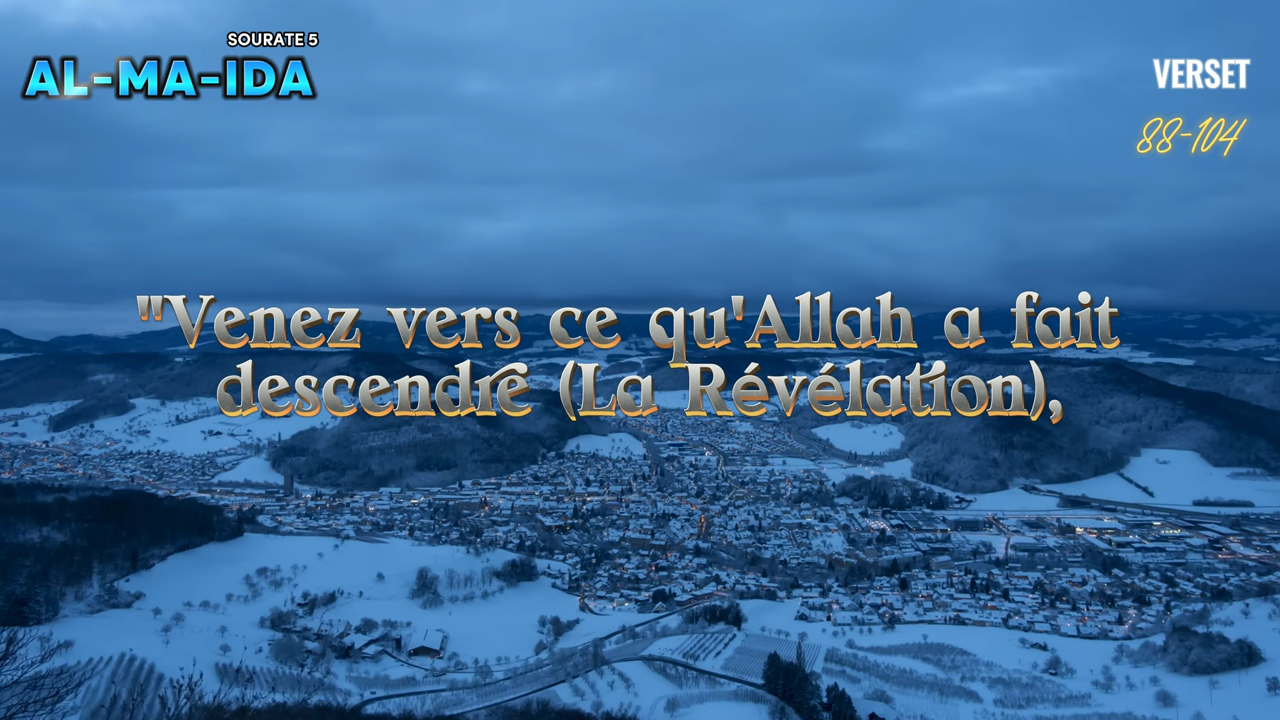 SOURATE 5
AL-MA-IDA
VERSET
88-104
"Venez vers ce qu'Allah a fait
descendre (La Révélation),